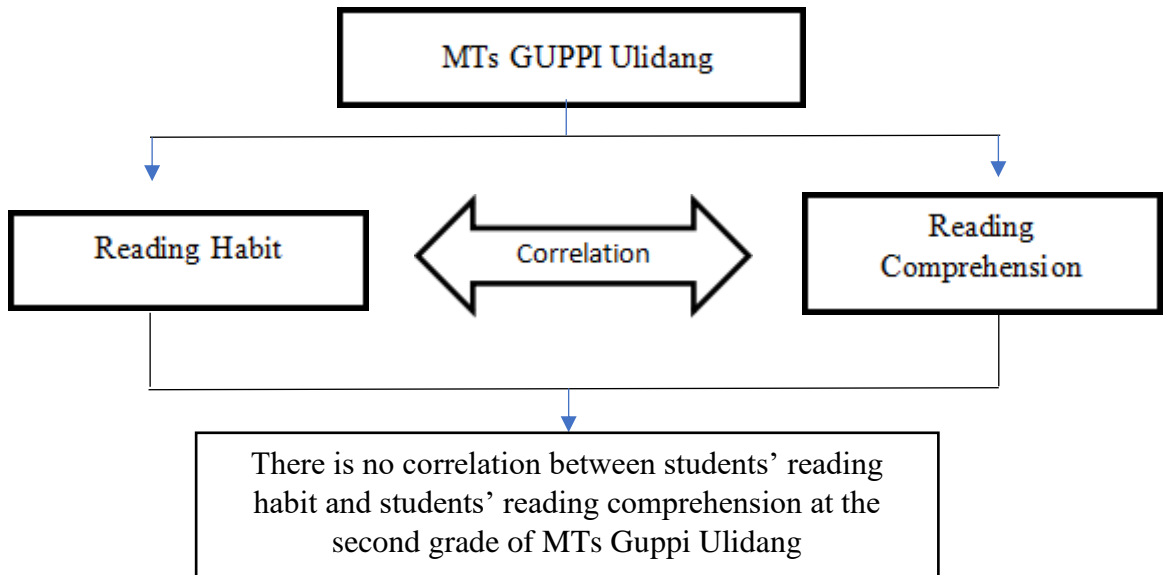 MTs GUPPI Ulidang
Reading Habit
Correlation
Reading
Comprehension
There is no correlation between students’ reading
habit and students’ reading comprehension at the
second grade of MTs Guppi Ulidang